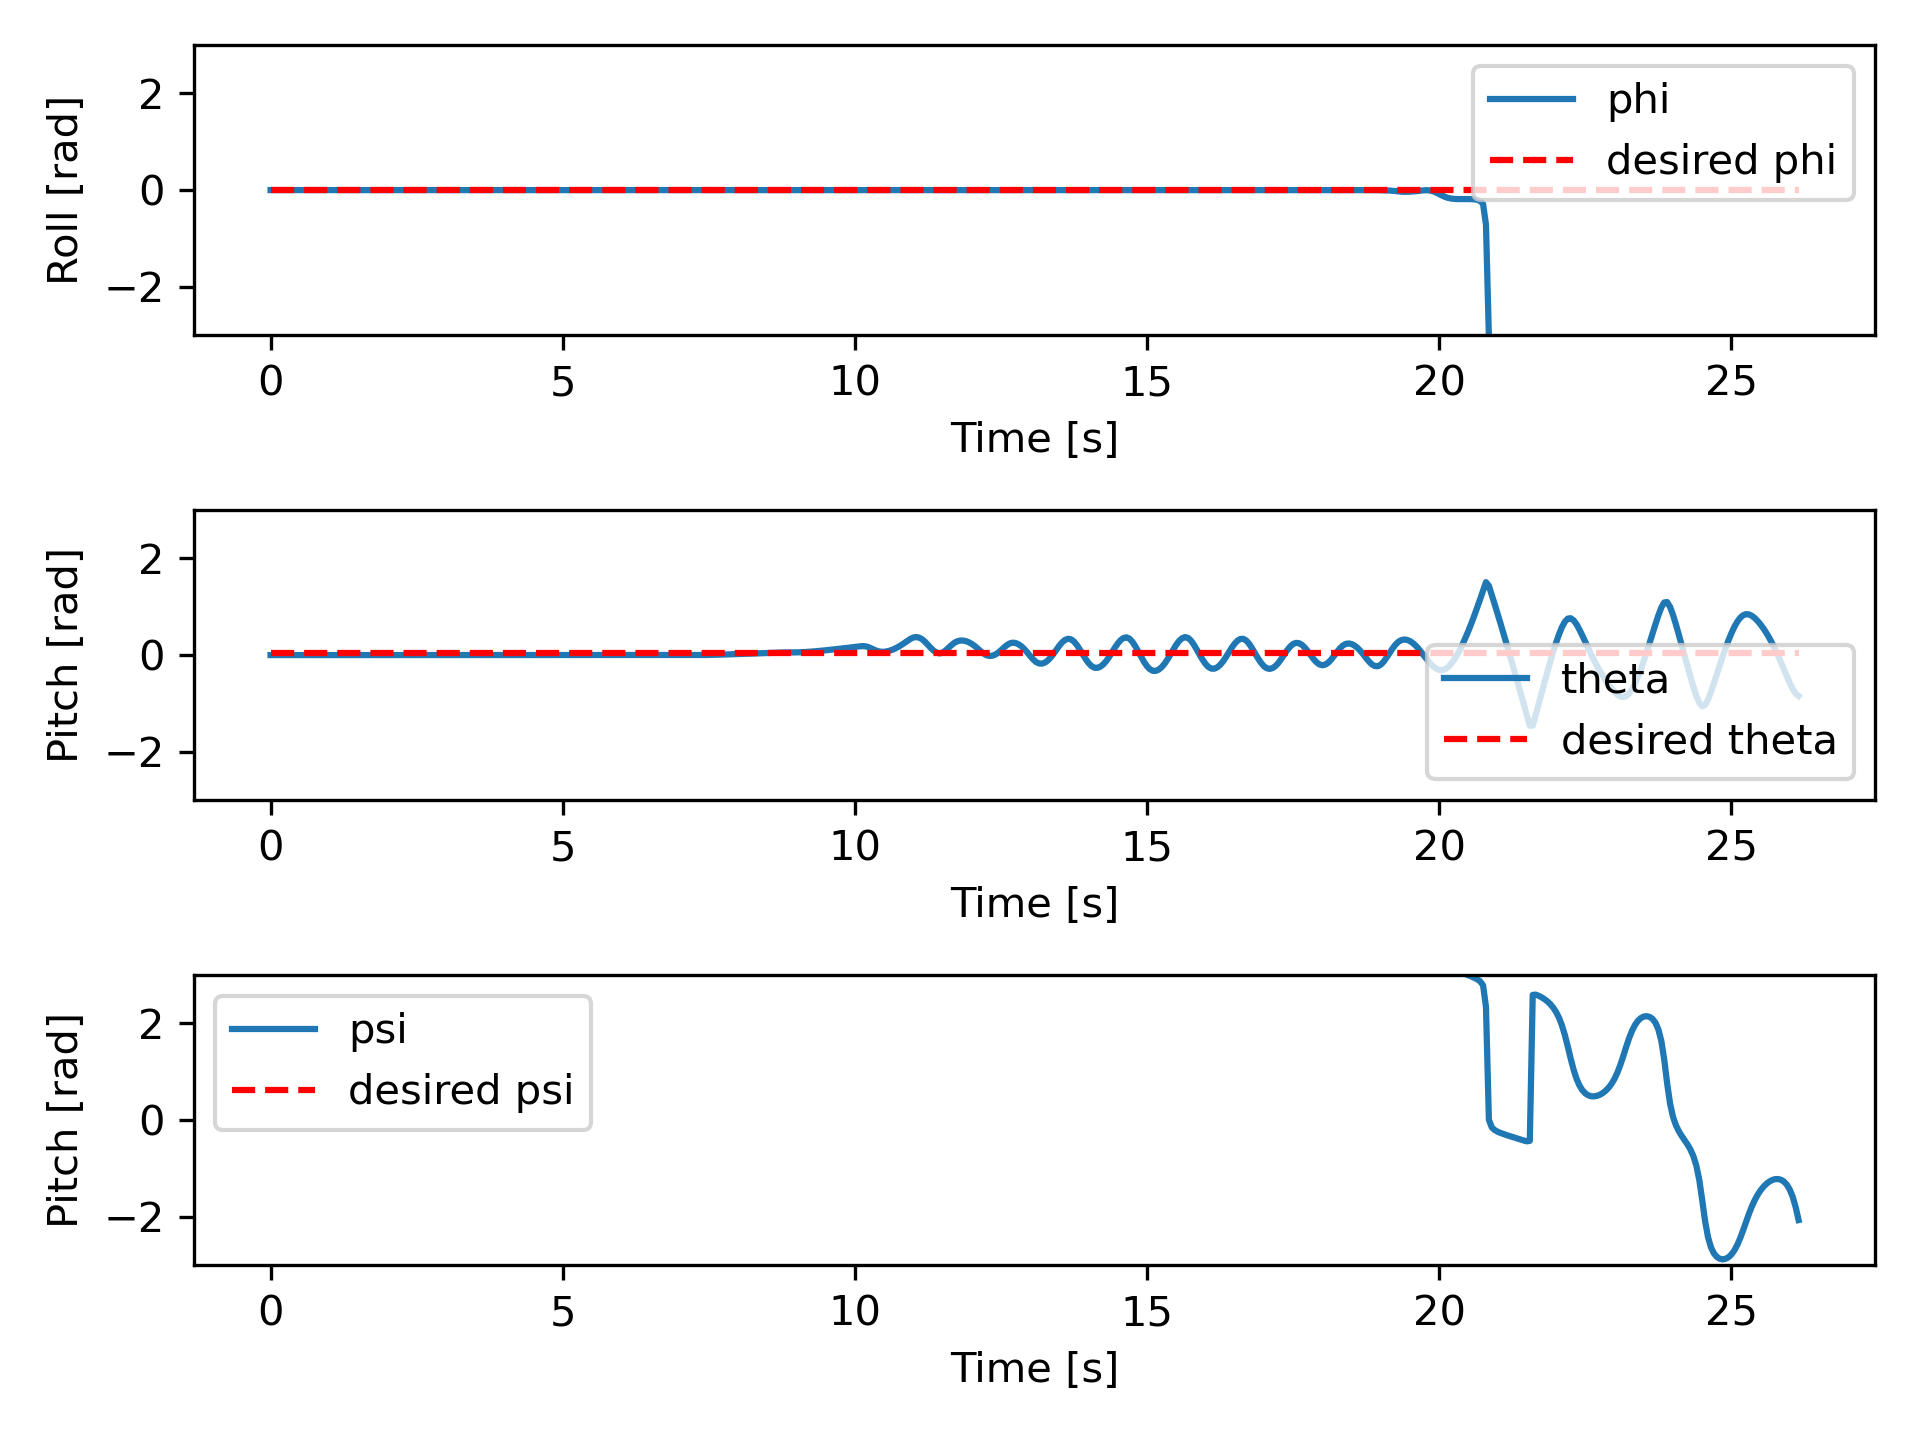 Roll [rad]
2
0
−2
phi
desired phi
0 5 10 15 20 25
Time [s]
Pitch [rad]
2
0
−2
theta
desired theta
0 5 10 15 20 25
Time [s]
Pitch [rad]
2
0
−2
psi
desired psi
0 5 10 15 20 25
Time [s]